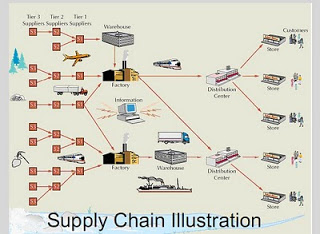 Tier 3 Tier 2 Tier 1
Suppliers Suppliers Suppliers
Warehouse
Customers
Store
Factory
Distribution
Center
Store
Information
Store
Factory
Warehouse
Distribution
Center
Store
Store
Supply Chain Illustration